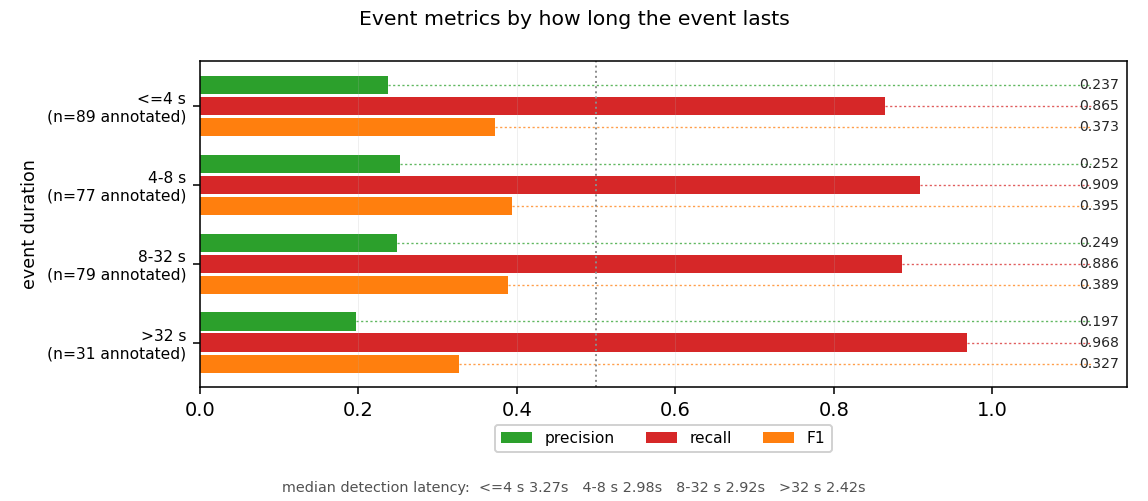 Event metrics by how long the event lasts
event duration
<=4 s
(n=89 annotated)
0.237
0.865
0.373
4-8 s
(n=77 annotated)
0.252
0.909
0.395
8-32 s
(n=79 annotated)
0.249
0.886
0.389
>32 s
(n=31 annotated)
0.197
0.968
0.327
0.0 0.2 0.4 0.6 0.8 1.0
precision recall F1
median detection latency: <=4 s 3.27s 4-8 s 2.98s 8-32 s 2.92s >32 s 2.42s